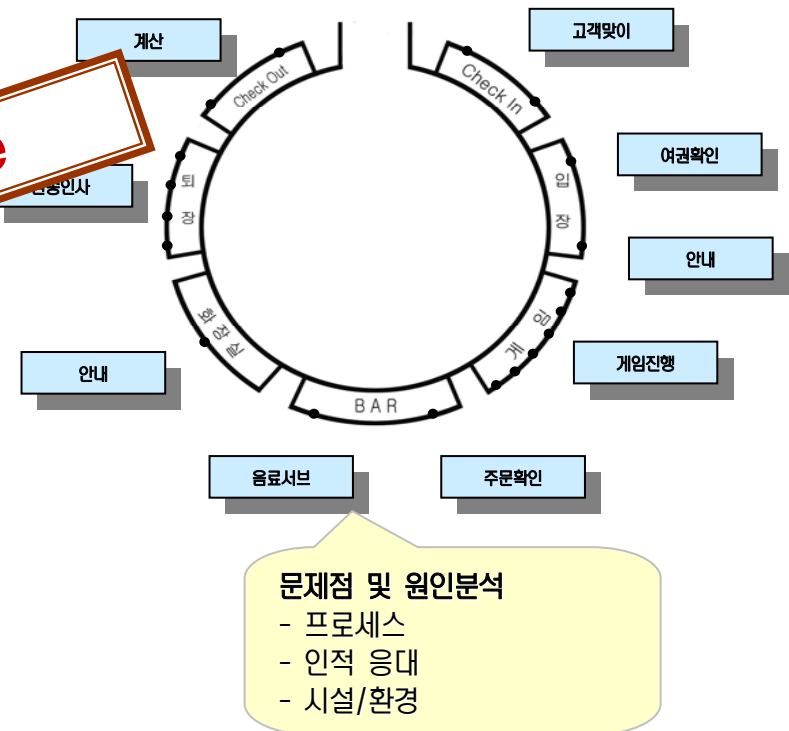 계산
고객맞이
Check Out
Check In
여권확인
퇴장
입장
안내
화장실
게임
안내
게임진행
BAR
음료서브
주문확인
문제점 및 원인분석
- 프로세스
- 인적 응대
- 시설/환경